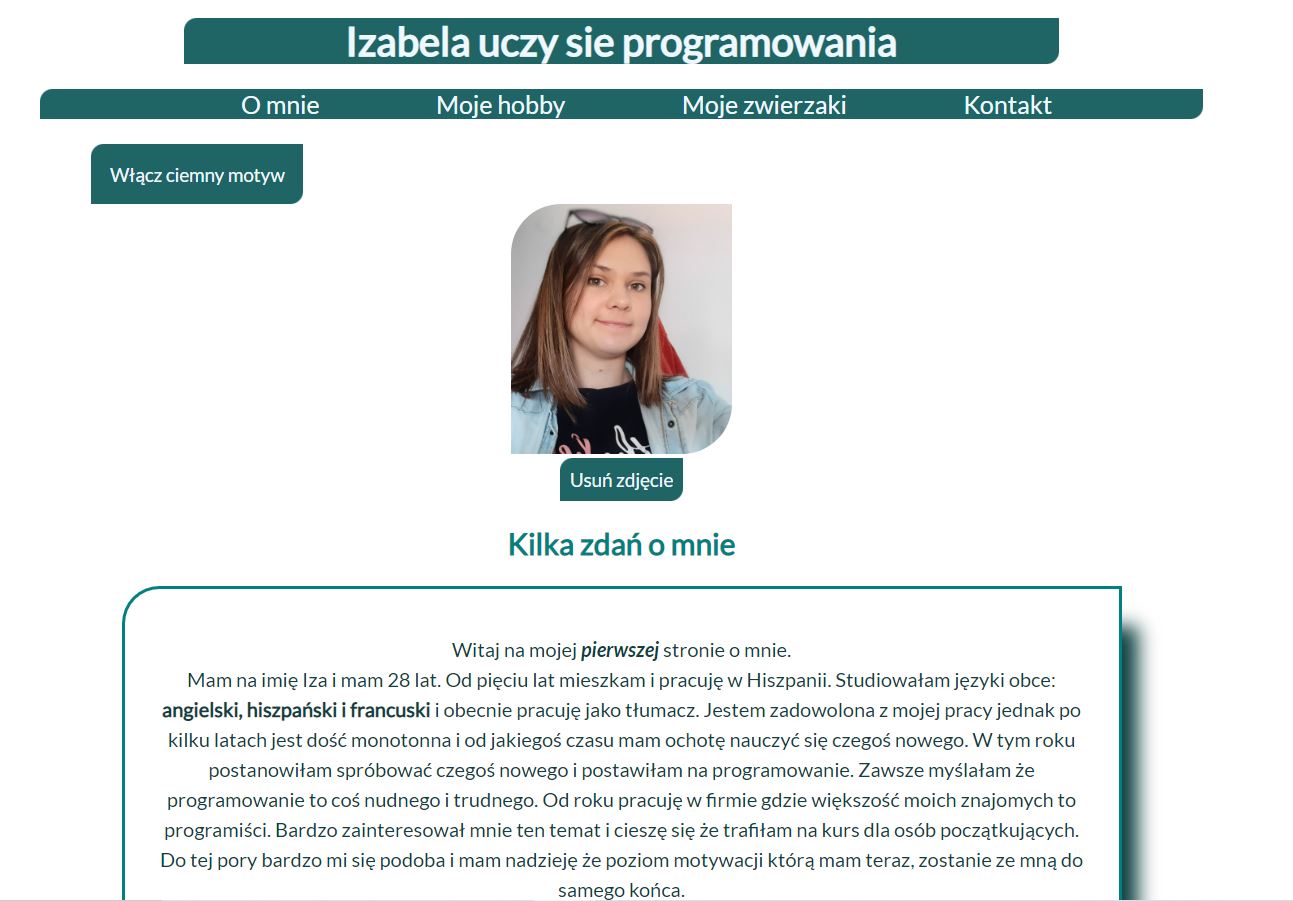 Izabela uczy sie programowania
O mnie Moje hobby Moje zwierzaki Kontakt
Włącz ciemny motyw
Usuń zdjęcie
Kilka zdań o mnie
Witaj na mojej pierwszej stronie o mnie.
Mam na imię Iza i mam 28 lat. Od pięciu lat mieszkam i pracuję w Hiszpanii. Studiowałam języki obce:
angielski, hiszpański i francuski i obecnie pracuję jako tłumacz. Jestem zadowolona z mojej pracy jednak po
kilku latach jest dość monotonna i od jakiegoś czasu mam ochotę nauczyć się czegoś nowego. W tym roku
postanowiłam spróbować czegoś nowego i postawiłam na programowanie. Zawsze myślałam że
programowanie to coś nudnego i trudnego. Od roku pracuję w firmie gdzie większość moich znajomych to
programiści. Bardzo zainteresował mnie ten temat i cieszę się że trafiłam na kurs dla osób początkujących.
Do tej pory bardzo mi się podoba i mam nadzieję że poziom motywacji którą mam teraz, zostanie ze mną do
samego końca.